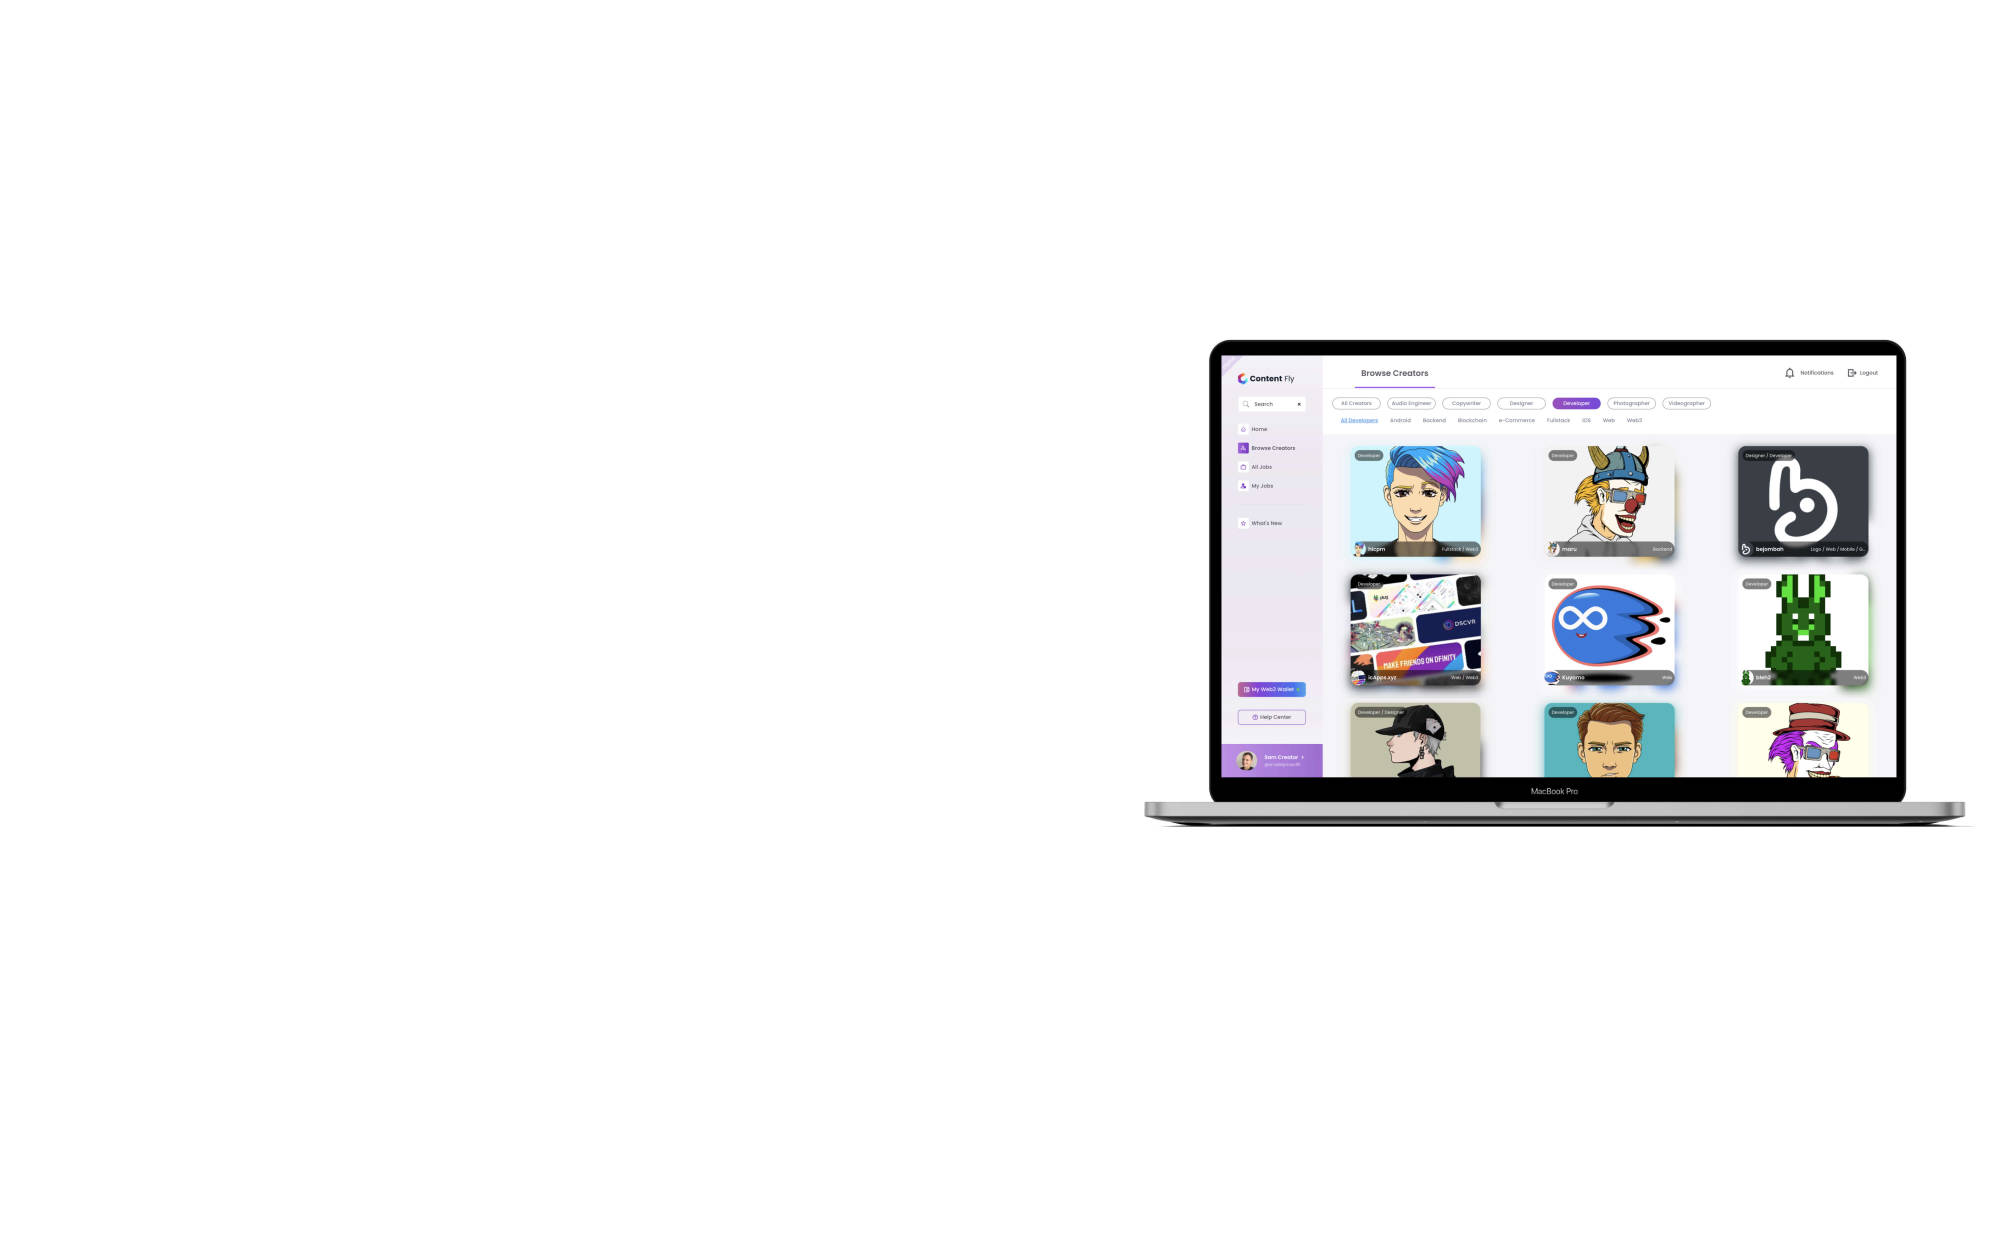 Content Fly
Search
Home
Browse Creators
All Jobs
My Jobs
What's New
My Web3 Wallet
Help Center
Sam Creator
Browse Creators
Notifications
Logout
All Creators Audio Engineer Copywriter Designer Developer Photographer Videographer
All Developers Android Backend Blockchain e-Commerce Fullstack iOS Web Web3
Developer
hicpm Fullstack / Web3
Developer
maru Backend
Designer / Developer
bejombah Logo / Web / Mobile / G...
Developer
plug
DSCVR
MAKE FRIENDS ON DFINITY
icApps.xyz Web / Web3
Developer
Kuyomo Web
Developer
bleh2 Web3
Developer / Designer
Developer
Developer
MacBook Pro